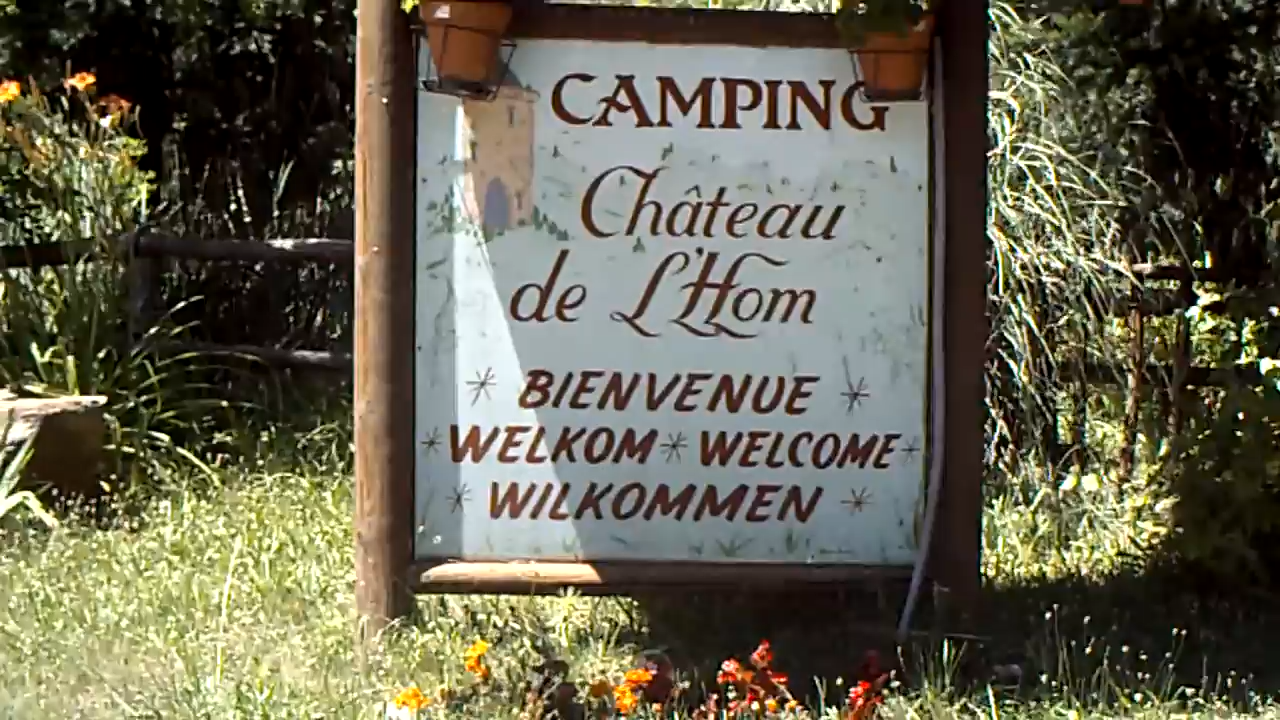 CAMPING
Château
de L'Hom
* BIENVENUE *
* WELKOM * WELCOME *
* WILKOMMEN *